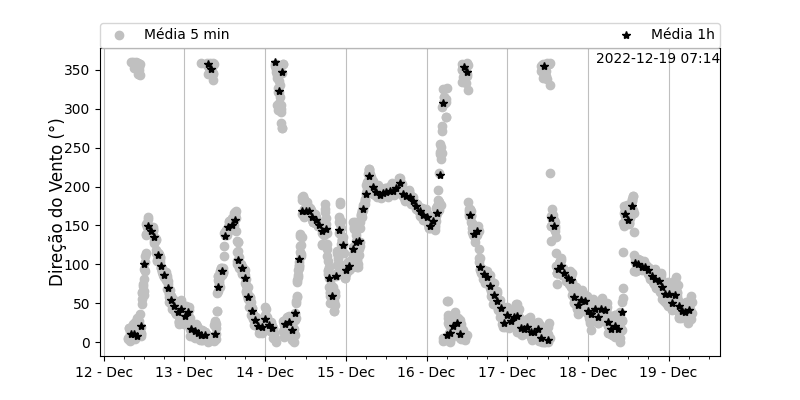 Média 5 min
Média 1h
2022-12-19 07:14
Direção do Vento (°)
350
300
250
200
150
100
50
0
12 - Dec
13 - Dec
14 - Dec
15 - Dec
16 - Dec
17 - Dec
18 - Dec
19 - Dec